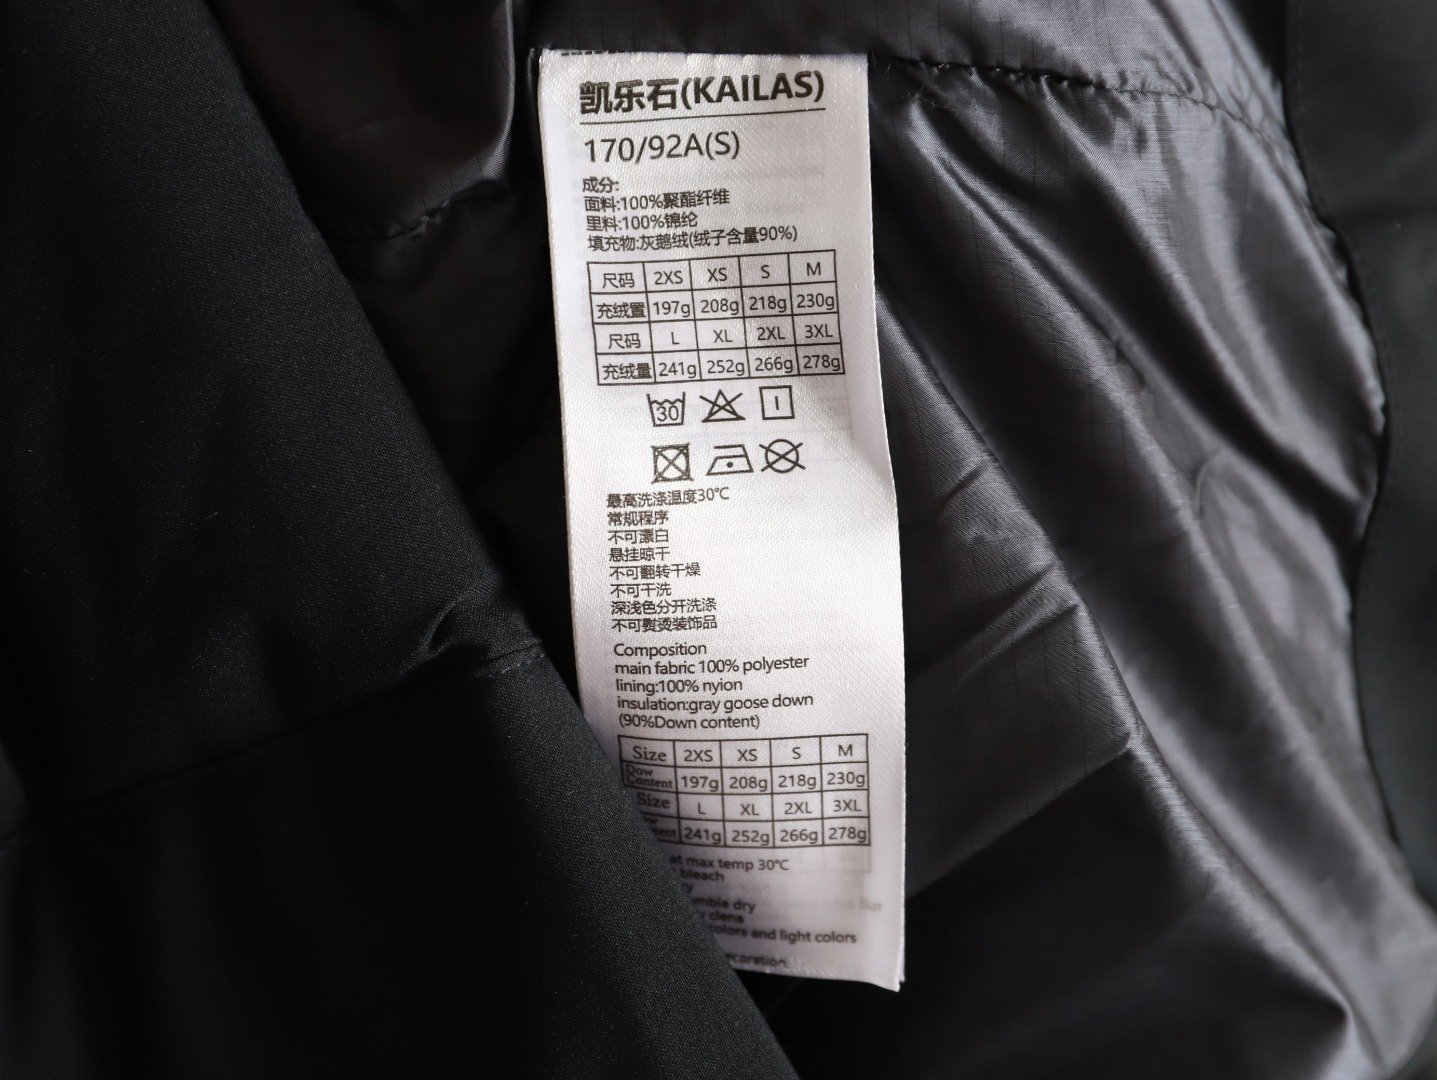 凯乐石(KAILAS)
170/92A(S)
成分:
面料:100%聚酯纤维
里料:100%锦纶
填充物:灰鹅绒(绒子含量90%)
尺码 2XS XS S M
充绒置 197g 208g 218g 230g
尺码 L XL 2XL 3XL
充绒量 241g 252g 266g 278g
30
最高洗涤温度30℃
常规程序
不可漂白
悬挂晾干
不可翻转干燥
不可干洗
深浅色分开洗涤
不可熨烫装饰品
Composition
main fabric 100% polyester
lining:100% nyion
insulation:gray goose down
(90%Down content)
Size 2XS XS S M
Dow Content 197g 208g 218g 230g
Size L XL 2XL 3XL
241g 252g 266g 278g
at max temp 30℃
bleach
dry
clena
colors and light colors